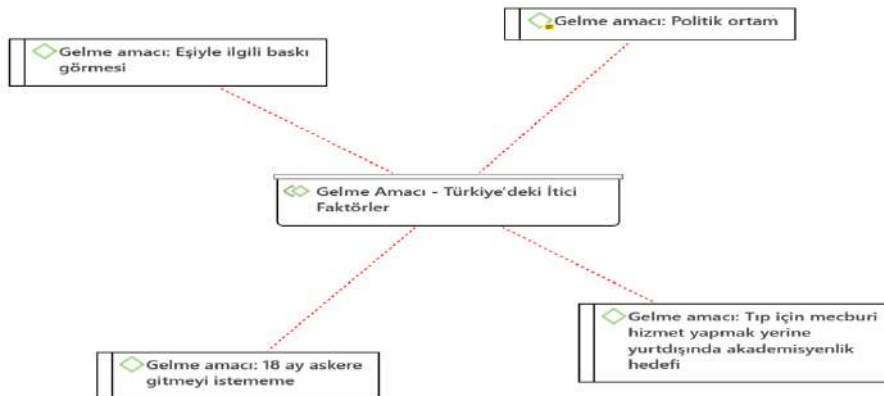 Gelme amacı: Politik ortam
Gelme amacı: Eşiyle ilgili baskı
görmesi
Gelme Amacı - Türkiye'deki İtici
Faktörler
Gelme amacı: Tıp için mecburi
hizmet yapmak yerine
yurtdışında akademisyenlik
hedefi
Gelme amacı: 18 ay askere
gitmeyi istememe